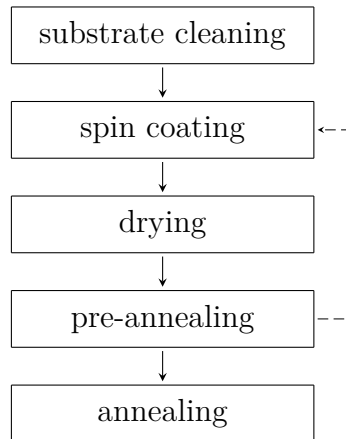 substrate cleaning
spin coating
drying
pre-annealing
annealing